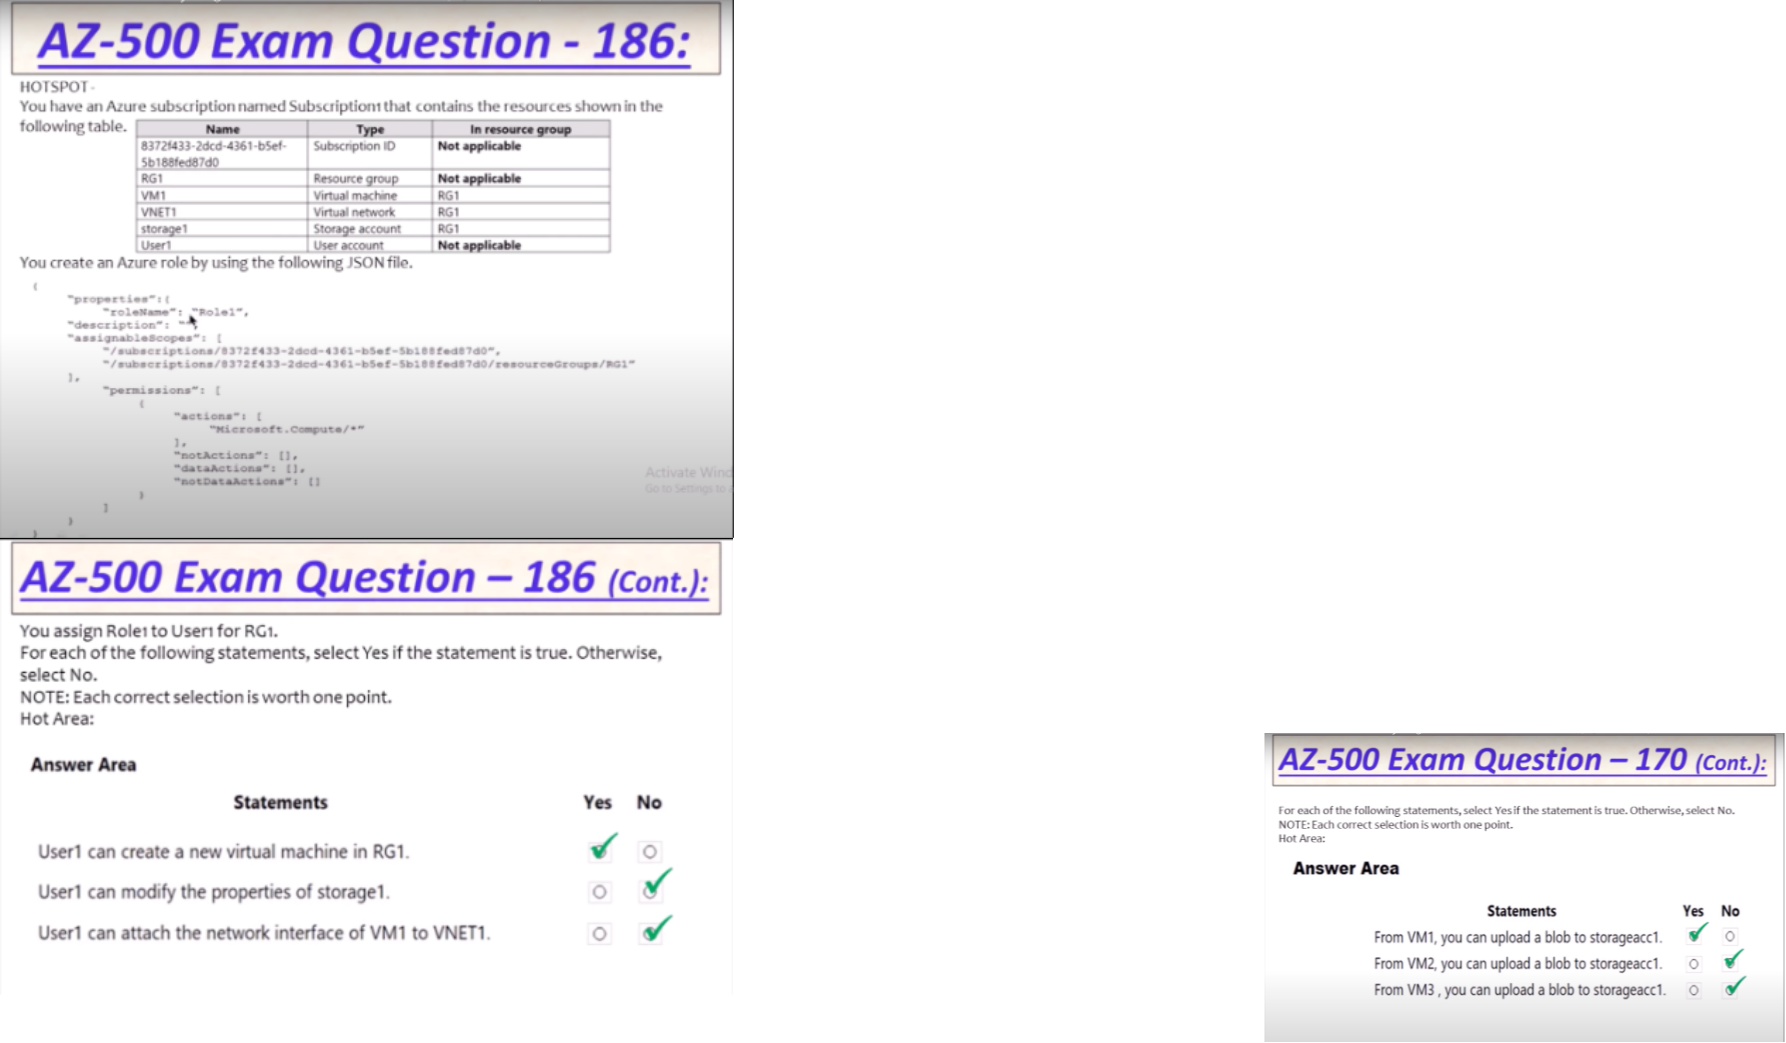 AZ-500 Exam Question - 186:
HOTSPOT -
You have an Azure subscription named Subscription1 that contains the resources shown in the
following table.
Name Type In resource group
8372f433-2dcd-4361-b5ef-
5b188fed87d0 Subscription ID Not applicable
RG1 Resource group Not applicable
VM1 Virtual machine RG1
VNET1 Virtual network RG1
storage1 Storage account RG1
User1 User account Not applicable
You create an Azure role by using the following JSON file.
{
"properties":{
"roleName": "Role1",
"description": "",
"assignableScopes": [
"/subscriptions/8372f433-2dcd-4361-b5ef-5b188fed87d0",
"/subscriptions/8372f433-2dcd-4361-b5ef-5b188fed87d0/resourceGroups/RG1"
],
"permissions": [
{
"actions": [
"Microsoft.Compute/*"
],
"notActions": [],
"dataActions": [],
"notDataActions": []
}
]
}
}
Activate Wind
Go to Settings to a
AZ-500 Exam Question – 186 (Cont.):
You assign Role1 to User1 for RG1.
For each of the following statements, select Yes if the statement is true. Otherwise,
select No.
NOTE: Each correct selection is worth one point.
Hot Area:
Answer Area
Statements Yes No
User1 can create a new virtual machine in RG1.
User1 can modify the properties of storage1.
User1 can attach the network interface of VM1 to VNET1.
AZ-500 Exam Question – 170 (Cont.):
For each of the following statements, select Yes if the statement is true. Otherwise, select No.
NOTE: Each correct selection is worth one point.
Hot Area:
Answer Area
Statements Yes No
From VM1, you can upload a blob to storageacc1.
From VM2, you can upload a blob to storageacc1.
From VM3 , you can upload a blob to storageacc1.